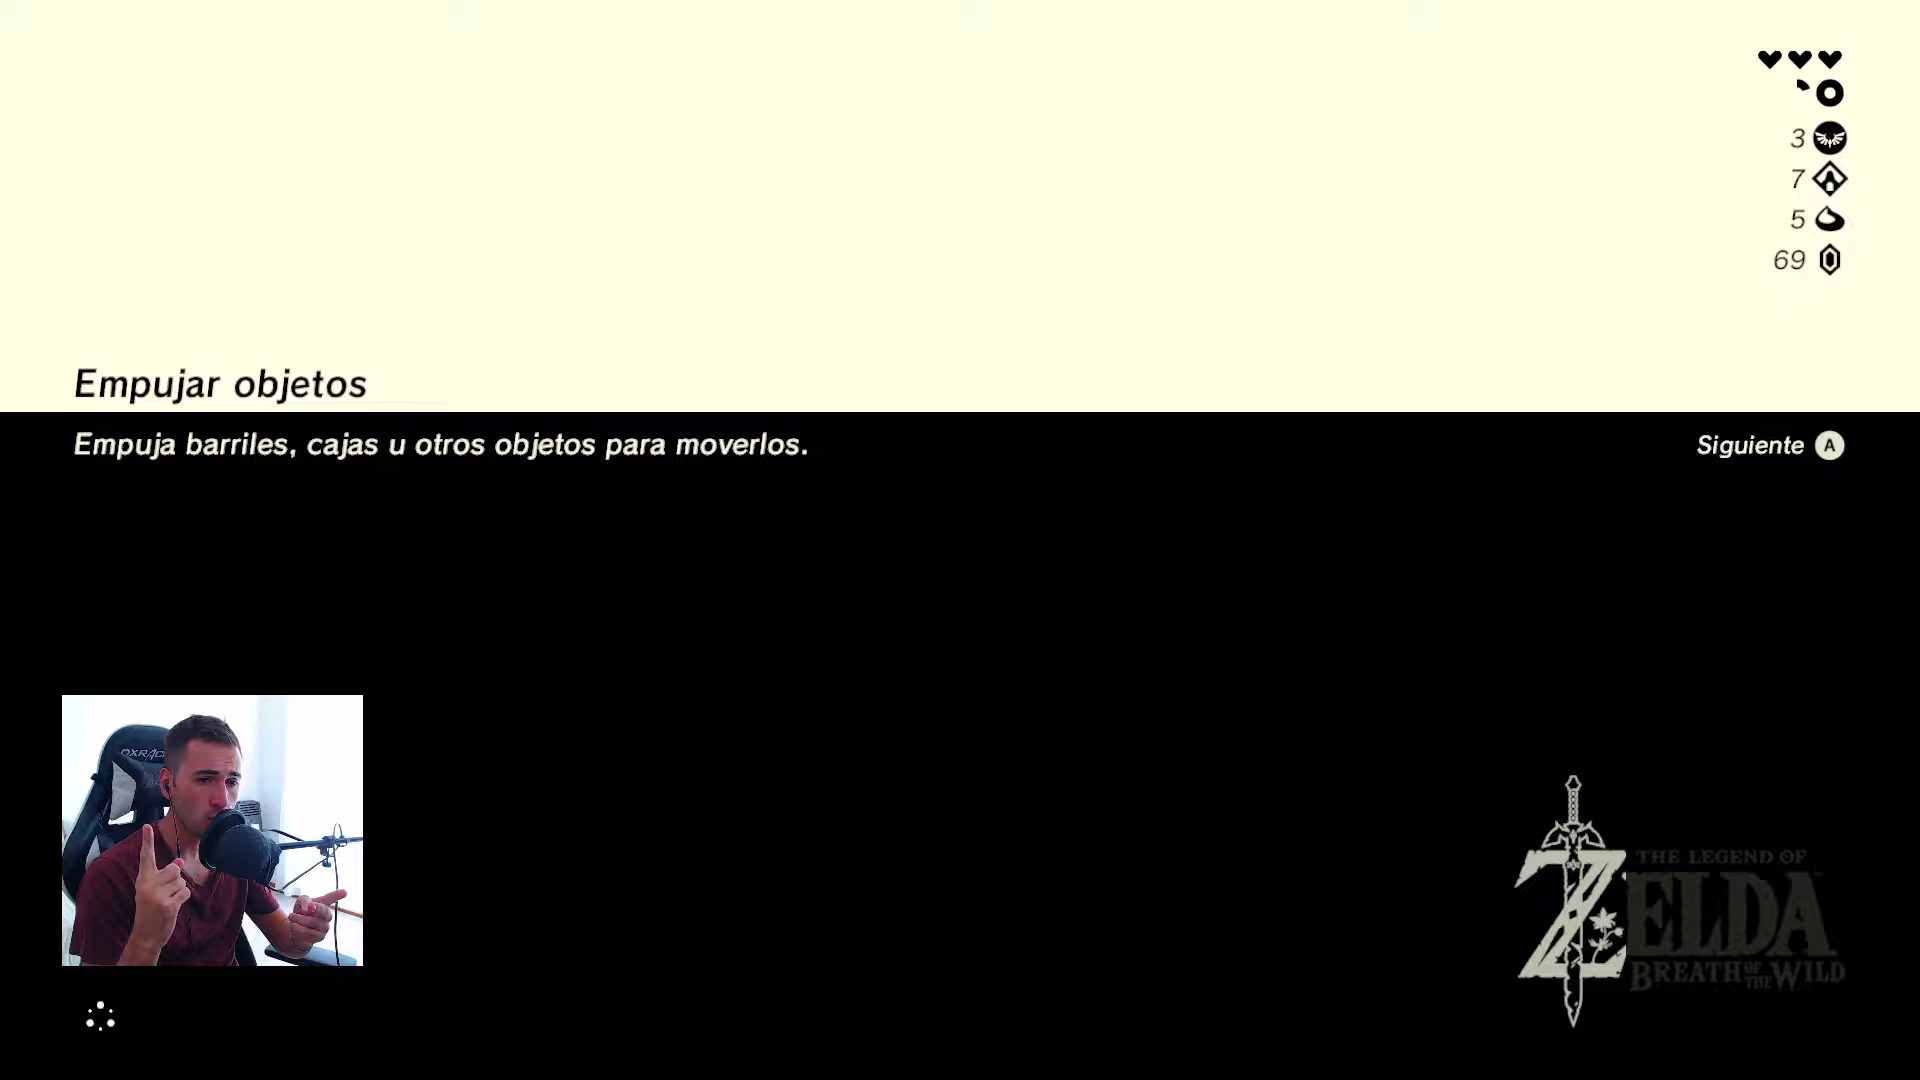 3
7
5
69
Empujar objetos
Empuja barriles, cajas u otros objetos para moverlos.
Siguiente A
DXRAC
THE LEGEND OF
ZELDA
BREATH OF THE WILD